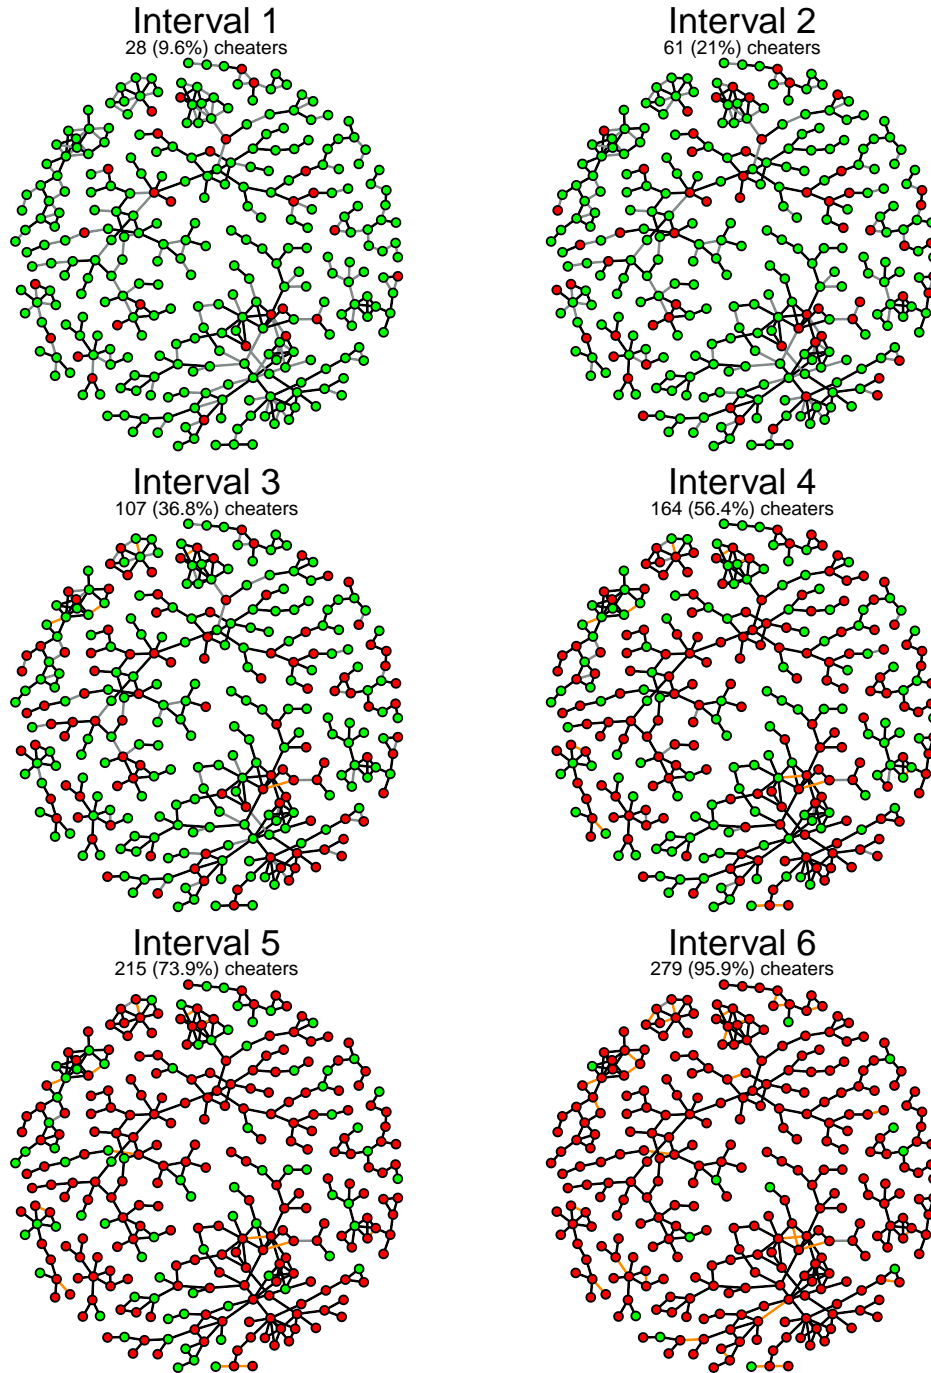 Interval 1
28 (9.6%) cheaters
Interval 2
61 (21%) cheaters
Interval 3
107 (36.8%) cheaters
Interval 4
164 (56.4%) cheaters
Interval 5
215 (73.9%) cheaters
Interval 6
279 (95.9%) cheaters